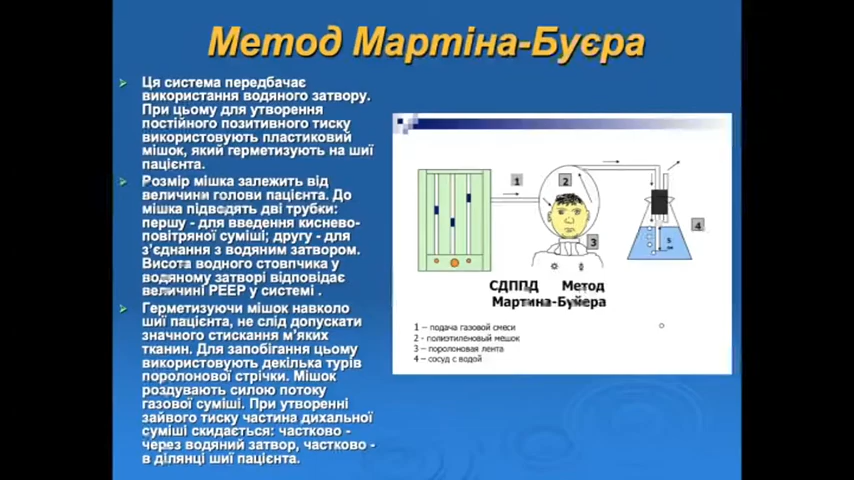 Метод Мартіна-Буєра
Ця система передбачає
використання водяного затвору.
При цьому для утворення
постійного позитивного тиску
використовують пластиковий
мішок, який герметизують на шиї
пацієнта.
Розмір мішка залежить від
величини голови пацієнта. До
мішка підводять дві трубки:
першу - для введення киснево-
повітряної суміші; другу - для
з’єднання з водяним затвором.
Висота водного стовпчика у
водяному затворі відповідає
величині PEEP у системі .
Герметизуючи мішок навколо
шиї пацієнта, не слід допускати
значного стискання м’яких
тканин. Для запобігання цьому
використовують декілька турів
поролонової стрічки. Мішок
роздувають силою потоку
газової суміші. При утворенні
зайвого тиску частина дихальної
суміші скидається: частково -
через водяний затвор, частково -
в ділянці шиї пацієнта.
1
2
3
4
5
СДППД Метод
Мартина-Буйера
1 – подача газовой смеси
2 - полиэтиленовый мешок
3 – поролоновая лента
4 – сосуд с водой